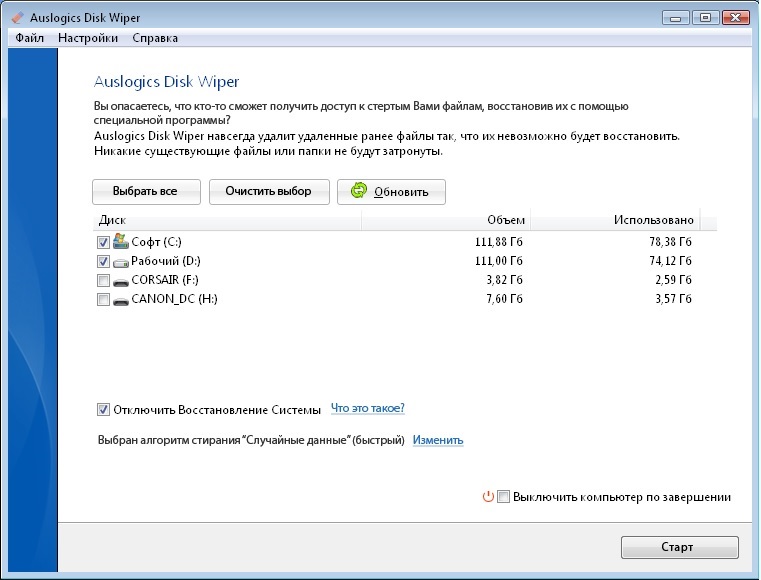 Auslogics Disk Wiper
Файл Настройки Справка
Auslogics Disk Wiper
Вы опасаетесь, что кто-то сможет получить доступ к стертым Вами файлам, восстановив их с помощью
специальной программы?
Auslogics Disk Wiper навсегда удалит удаленные ранее файлы так, что их невозможно будет восстановить.
Никакие существующие файлы или папки не будут затронуты.
Выбрать все Очистить выбор Обновить
Диск Объем Использовано
Софт (C:) 111,88 Гб 78,38 Гб
Рабочий (D:) 111,00 Гб 74,12 Гб
CORSAIR (F:) 3,82 Гб 2,59 Гб
CANON_DC (H:) 7,60 Гб 3,57 Гб
Отключить Восстановление Системы Что это такое?
Выбран алгоритм стирания "Случайные данные" (быстрый) Изменить
Выключить компьютер по завершении
Старт